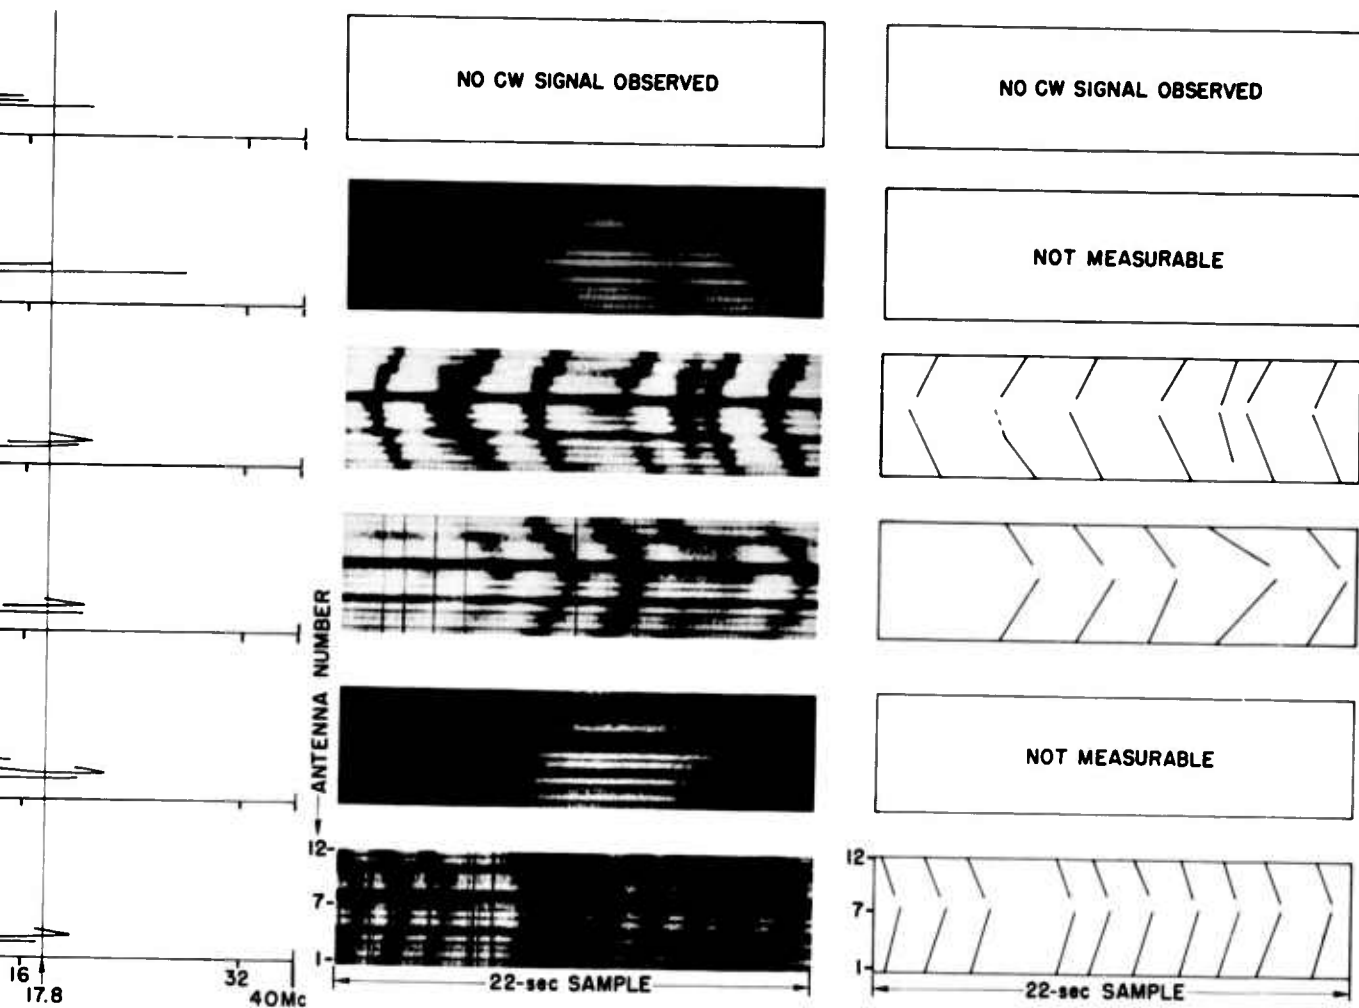 NO CW SIGNAL OBSERVED
NO CW SIGNAL OBSERVED
NOT MEASURABLE
ANTENNA NUMBER
NOT MEASURABLE
12
7
1
12
7
1
16
17.8
32
40Mc
22-sec SAMPLE
22-sec SAMPLE